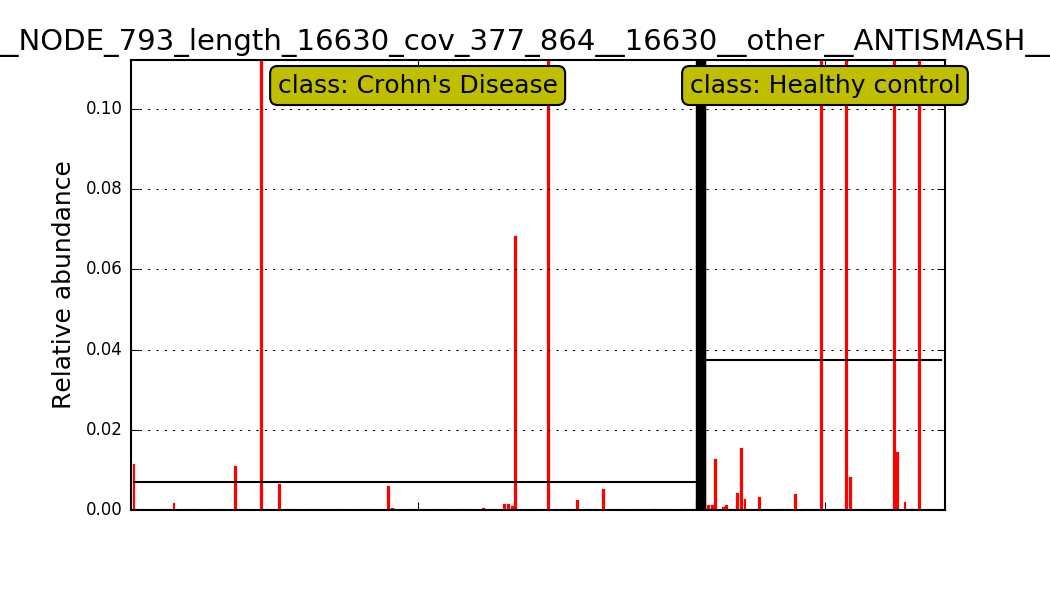 __NODE_793_length_16630_cov_377_864__16630__other__ANTISMASH__
class: Crohn's Disease
class: Healthy control
Relative abundance
0.10
0.08
0.06
0.04
0.02
0.00